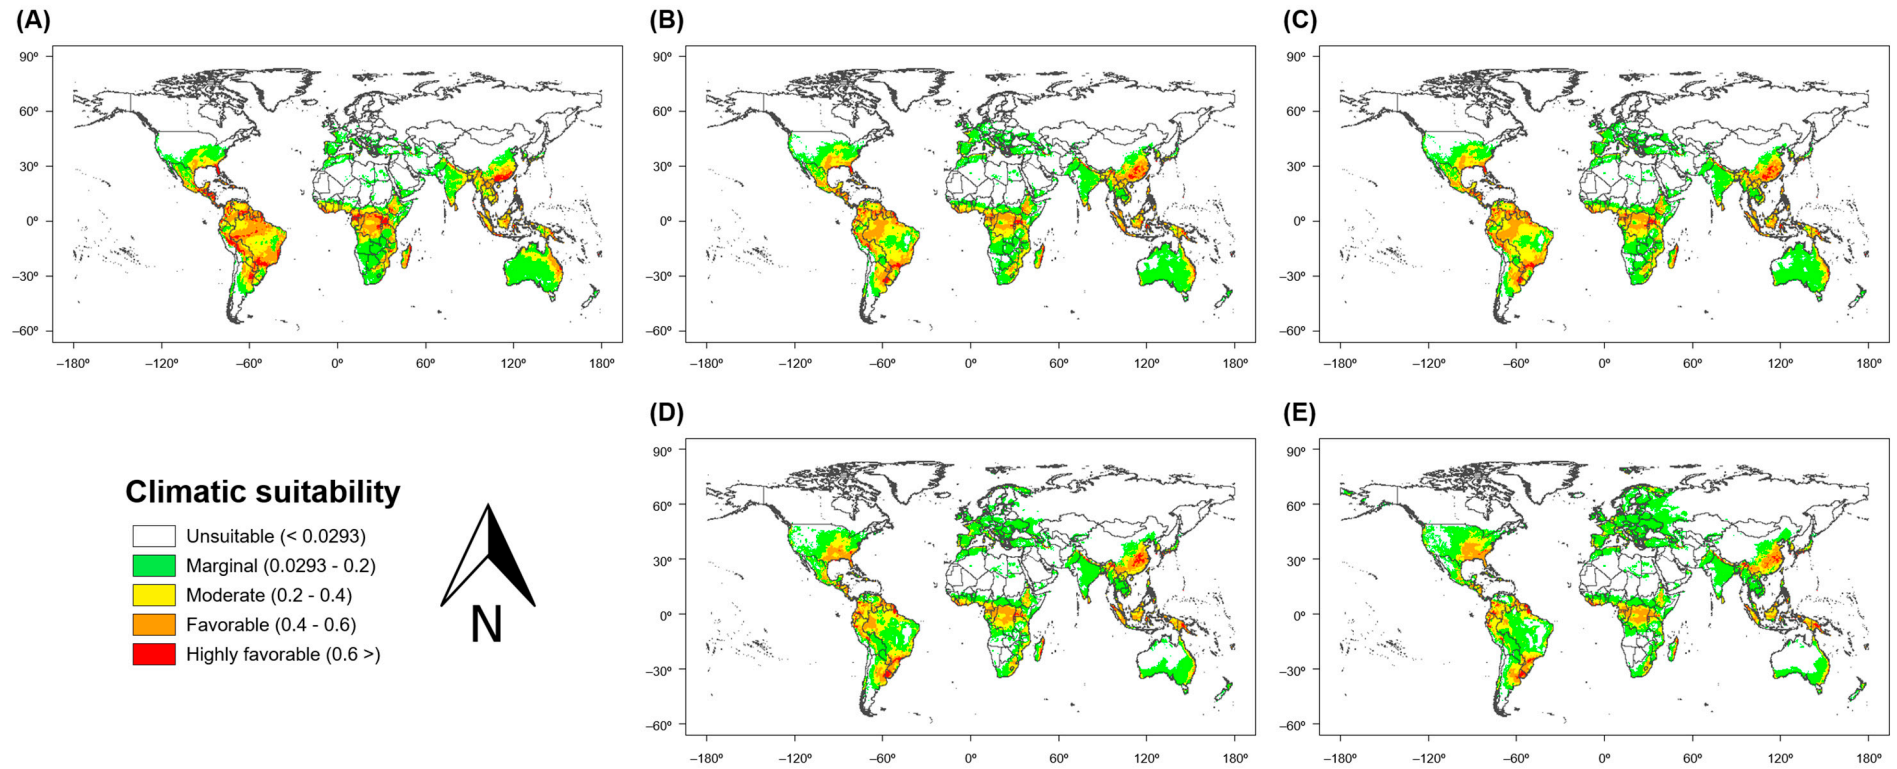 (A)
(B)
(C)
90º
60º
30º
0º
−30º
−60º
−180º
−120º
−60º
0º
60º
120º
180º
90º
60º
30º
0º
−30º
−60º
−180º
−120º
−60º
0º
60º
120º
180º
90º
60º
30º
0º
−30º
−60º
−180º
−120º
−60º
0º
60º
120º
180º
(D)
(E)
Climatic suitability
Unsuitable (< 0.0293)
Marginal (0.0293 - 0.2)
Moderate (0.2 - 0.4)
Favorable (0.4 - 0.6)
Highly favorable (0.6 >)
N
90º
60º
30º
0º
−30º
−60º
−180º
−120º
−60º
0º
60º
120º
180º
90º
60º
30º
0º
−30º
−60º
−180º
−120º
−60º
0º
60º
120º
180º